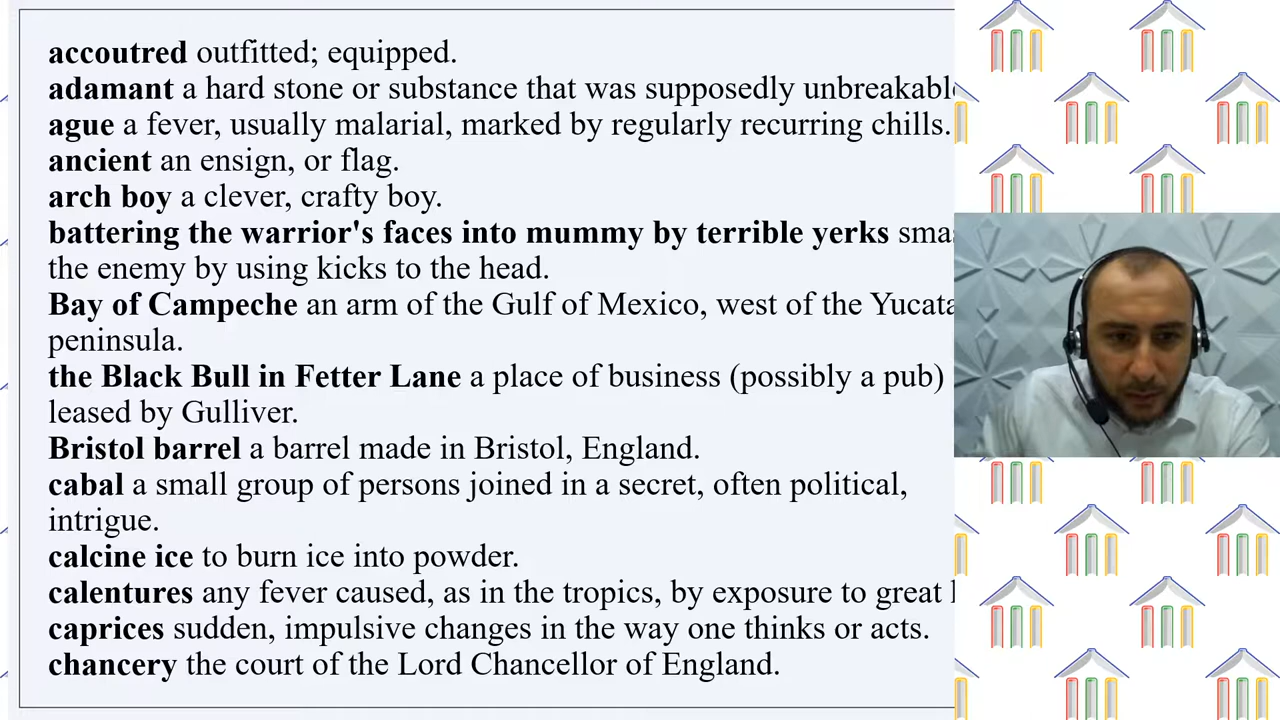 accoutred outfitted; equipped.
adamant a hard stone or substance that was supposedly
ague a fever, usually malarial, marked by regularly recurring chills.
ancient an ensign, or flag.
arch boy a clever, crafty boy.
battering the warrior's faces into mummy by terrible yerks
the enemy by using kicks to the head.
Bay of Campeche an arm of the Gulf of Mexico, west of the
peninsula.
the Black Bull in Fetter Lane a place of business (possibly a pub)
leased by Gulliver.
Bristol barrel a barrel made in Bristol, England.
cabal a small group of persons joined in a secret, often political,
intrigue.
calcine ice to burn ice into powder.
calentures any fever caused, as in the tropics, by exposure to great
caprices sudden, impulsive changes in the way one thinks or acts.
chancery the court of the Lord Chancellor of England.